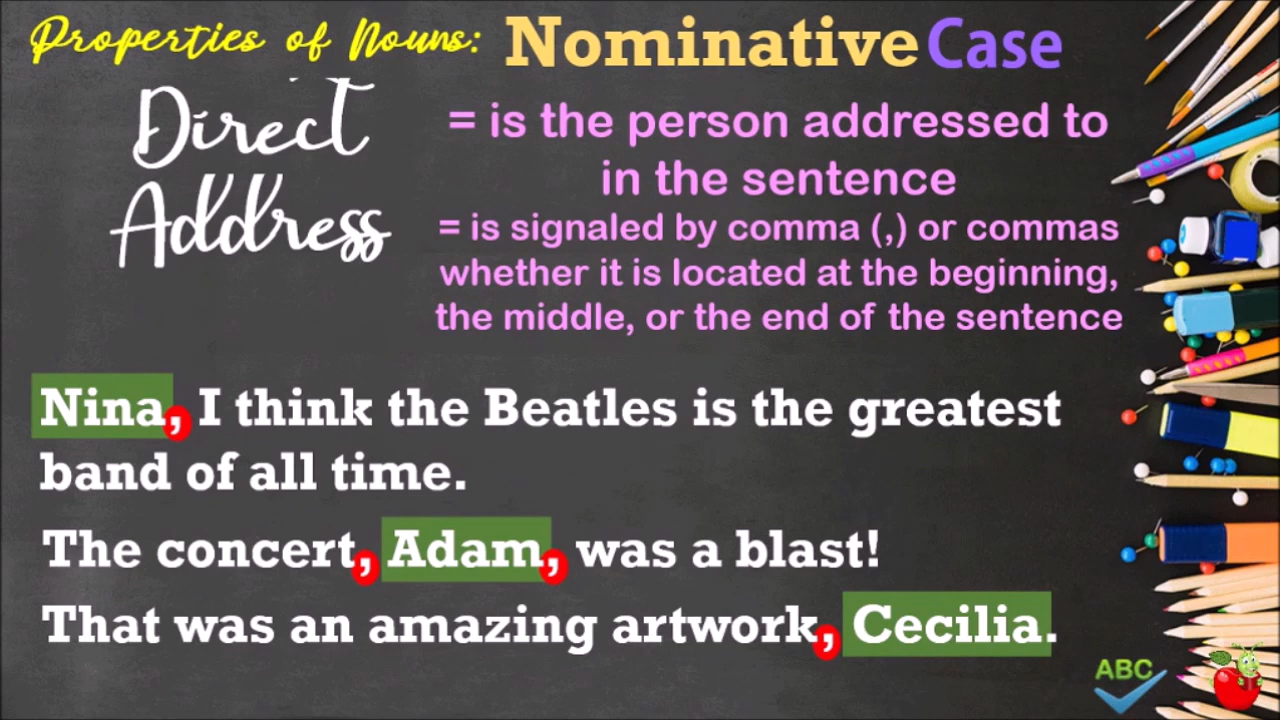 Properties of Nouns: Nominative Case
Direct
Address
= is the person addressed to
in the sentence
= is signaled by comma (,) or commas
whether it is located at the beginning,
the middle, or the end of the sentence
Nina, I think the Beatles is the greatest
band of all time.
The concert, Adam, was a blast!
That was an amazing artwork, Cecilia.
ABC